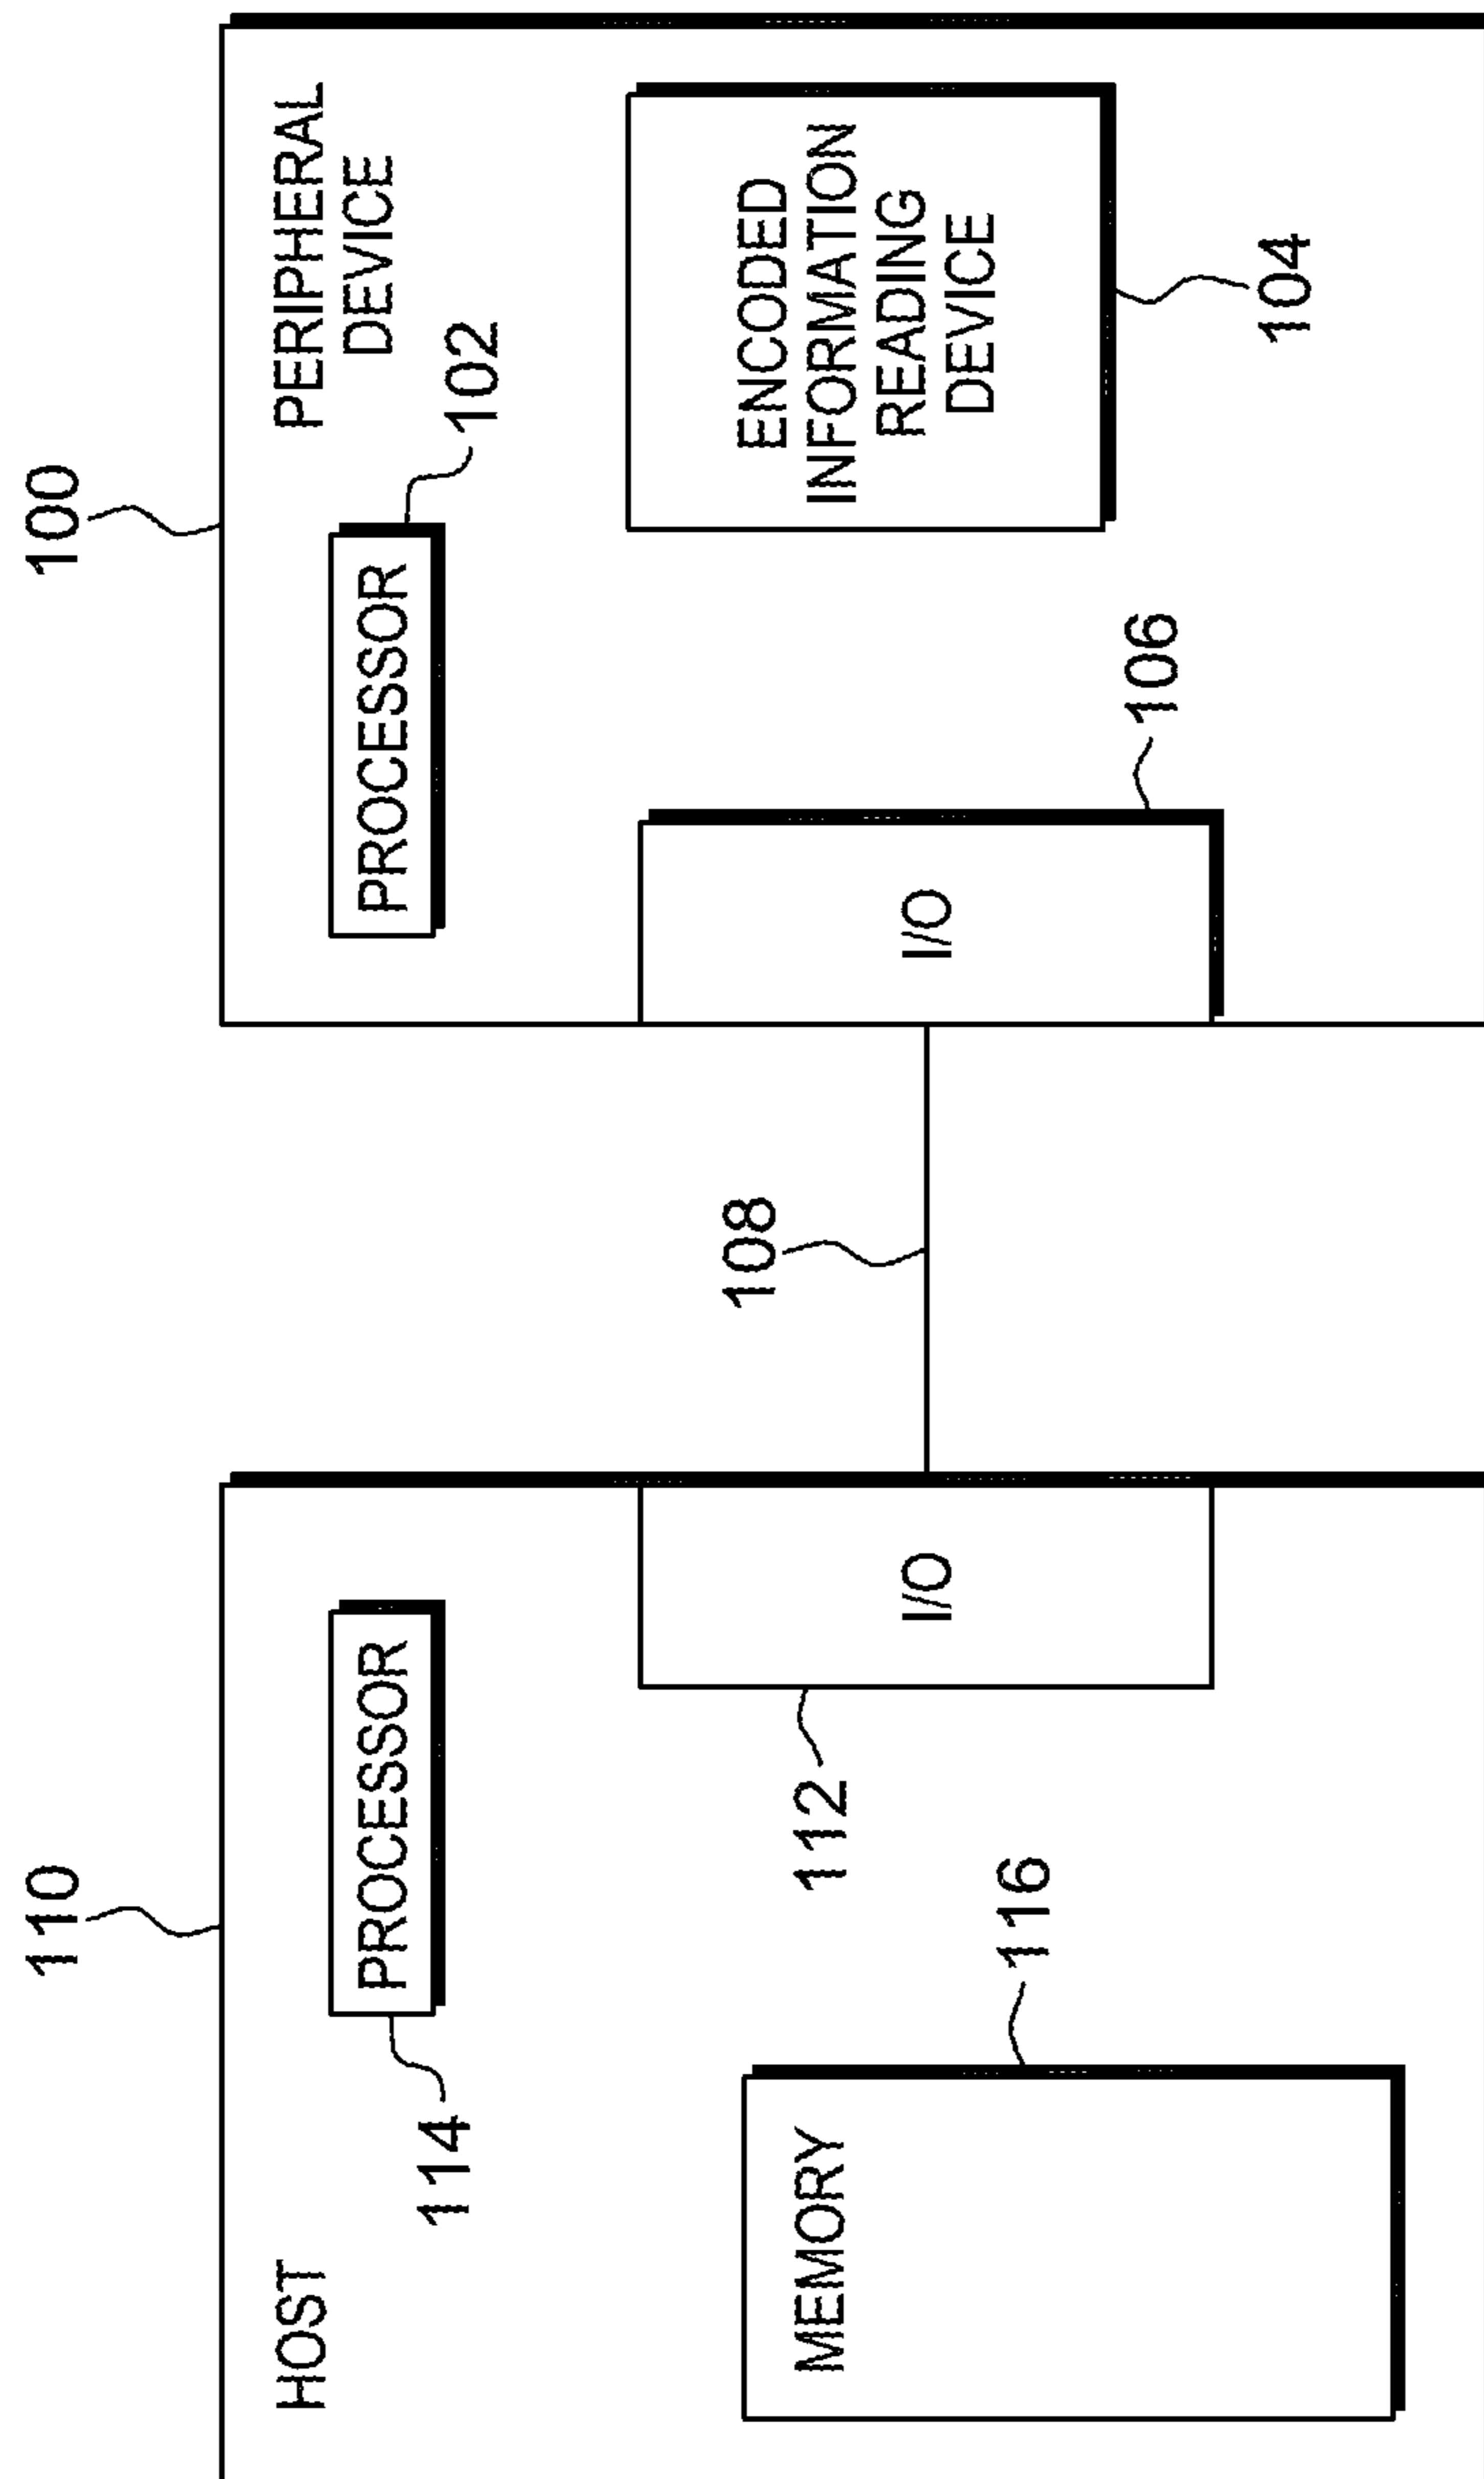 110
100
HOST
PROCESSOR
114
108
PERIPHERAL
DEVICE
PROCESSOR
102
MEMORY
116
112
I/O
I/O
106
ENCODED
INFORMATION
READING
DEVICE
104